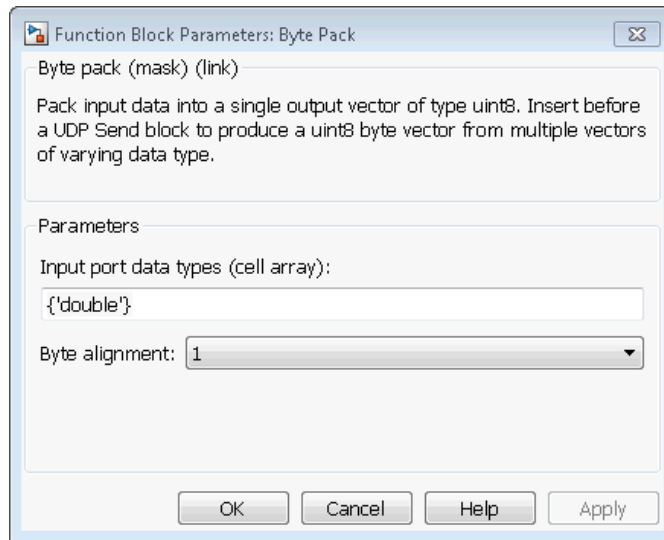 Function Block Parameters: Byte Pack
Byte pack (mask) (link)
Pack input data into a single output vector of type uint8. Insert before
a UDP Send block to produce a uint8 byte vector from multiple vectors
of varying data type.
Parameters
Input port data types (cell array):
{'double'}
Byte alignment: 1
OK Cancel Help Apply